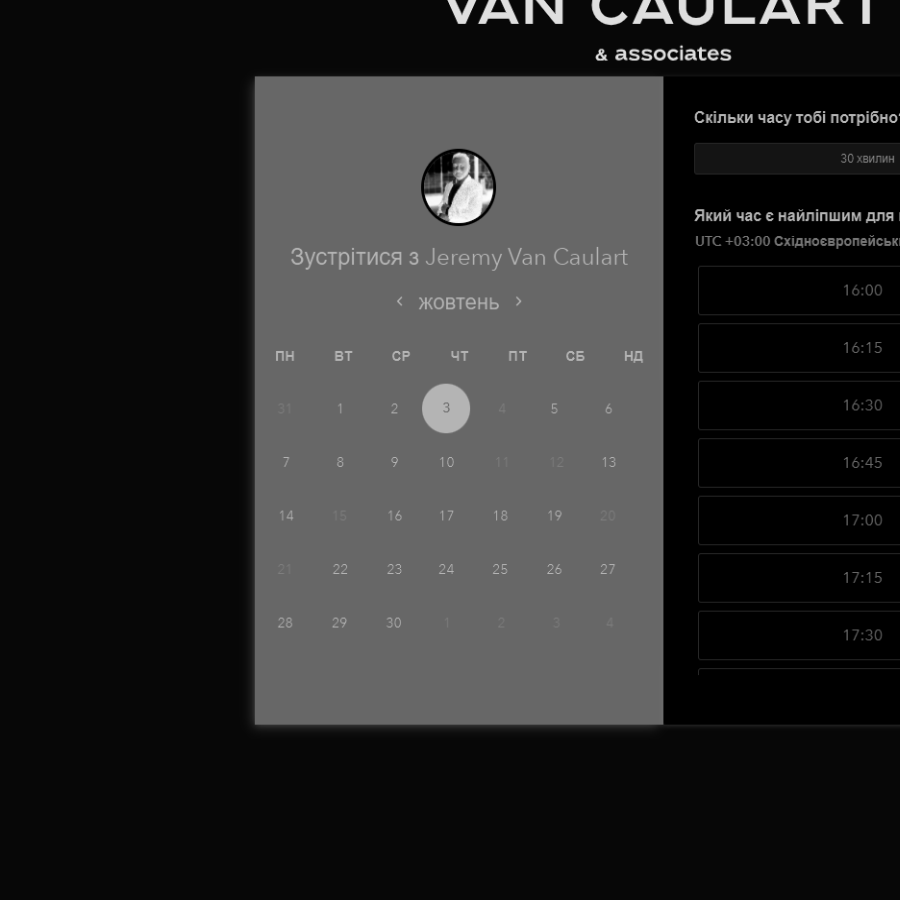 VAN CAULART
& associates
Зустрітися з Jeremy Van Caulart
жовтень
ПН ВТ СР ЧТ ПТ СБ НД
31 1 2 3 4 5 6
7 8 9 10 11 12 13
14 15 16 17 18 19 20
21 22 23 24 25 26 27
28 29 30 1 2 3 4
Скільки часу тобі потрібно
30 хвилин
Який час є найліпшим для
UTC +03:00
16:00
16:15
16:30
16:45
17:00
17:15
17:30